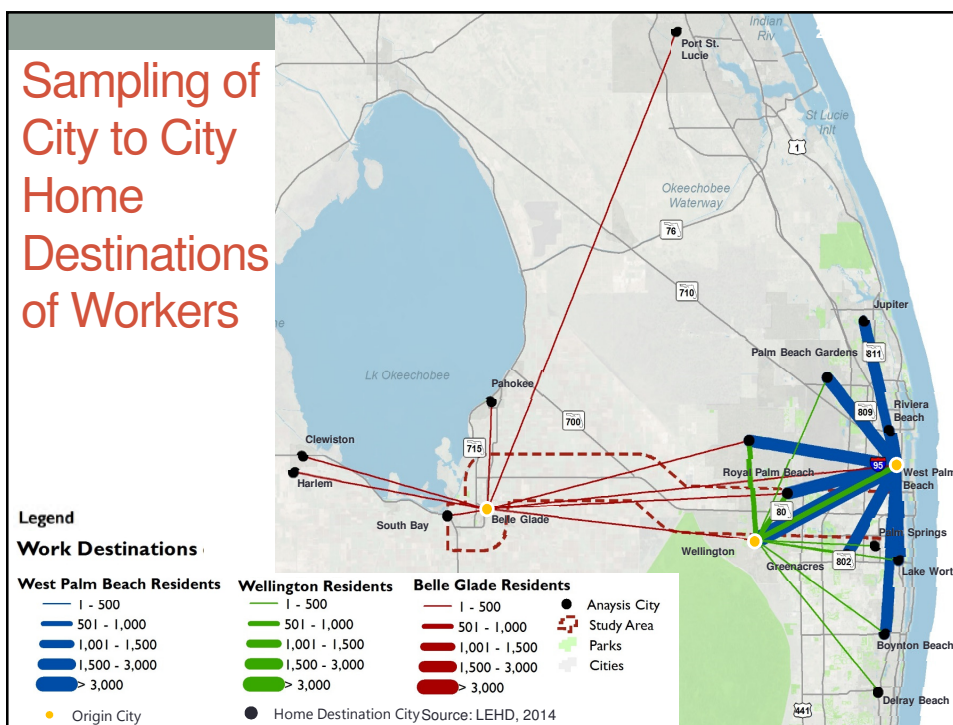 Sampling of
City to City
Home
Destinations
of Workers
Indian
Riv
2
Port St.
Lucie
St Lucie
Inlt
1
Okeechobee
Waterway
76
710
Jupiter
811
Palm Beach Gardens
Lk Okeechobee
Pahokee
809
Riviera
Beach
700
715
Clewiston
Harlem
Royal Palm Beach
95
West Palm
Beach
80
South Bay
Belle Glade
Palm Springs
Wellington
Greenacres
802
Lake Wort
Boynton Beach
Delray Beach
441
Legend
Work Destinations
West Palm Beach Residents
1 - 500
501 - 1,000
1,001 - 1,500
1,500 - 3,000
> 3,000
Origin City
Wellington Residents
1 - 500
501 - 1,000
1,001 - 1,500
1,500 - 3,000
> 3,000
Home Destination City
Belle Glade Residents
1 - 500
501 - 1,000
1,001 - 1,500
1,500 - 3,000
> 3,000
Anaysis City
Study Area
Parks
Cities
Source: LEHD, 2014